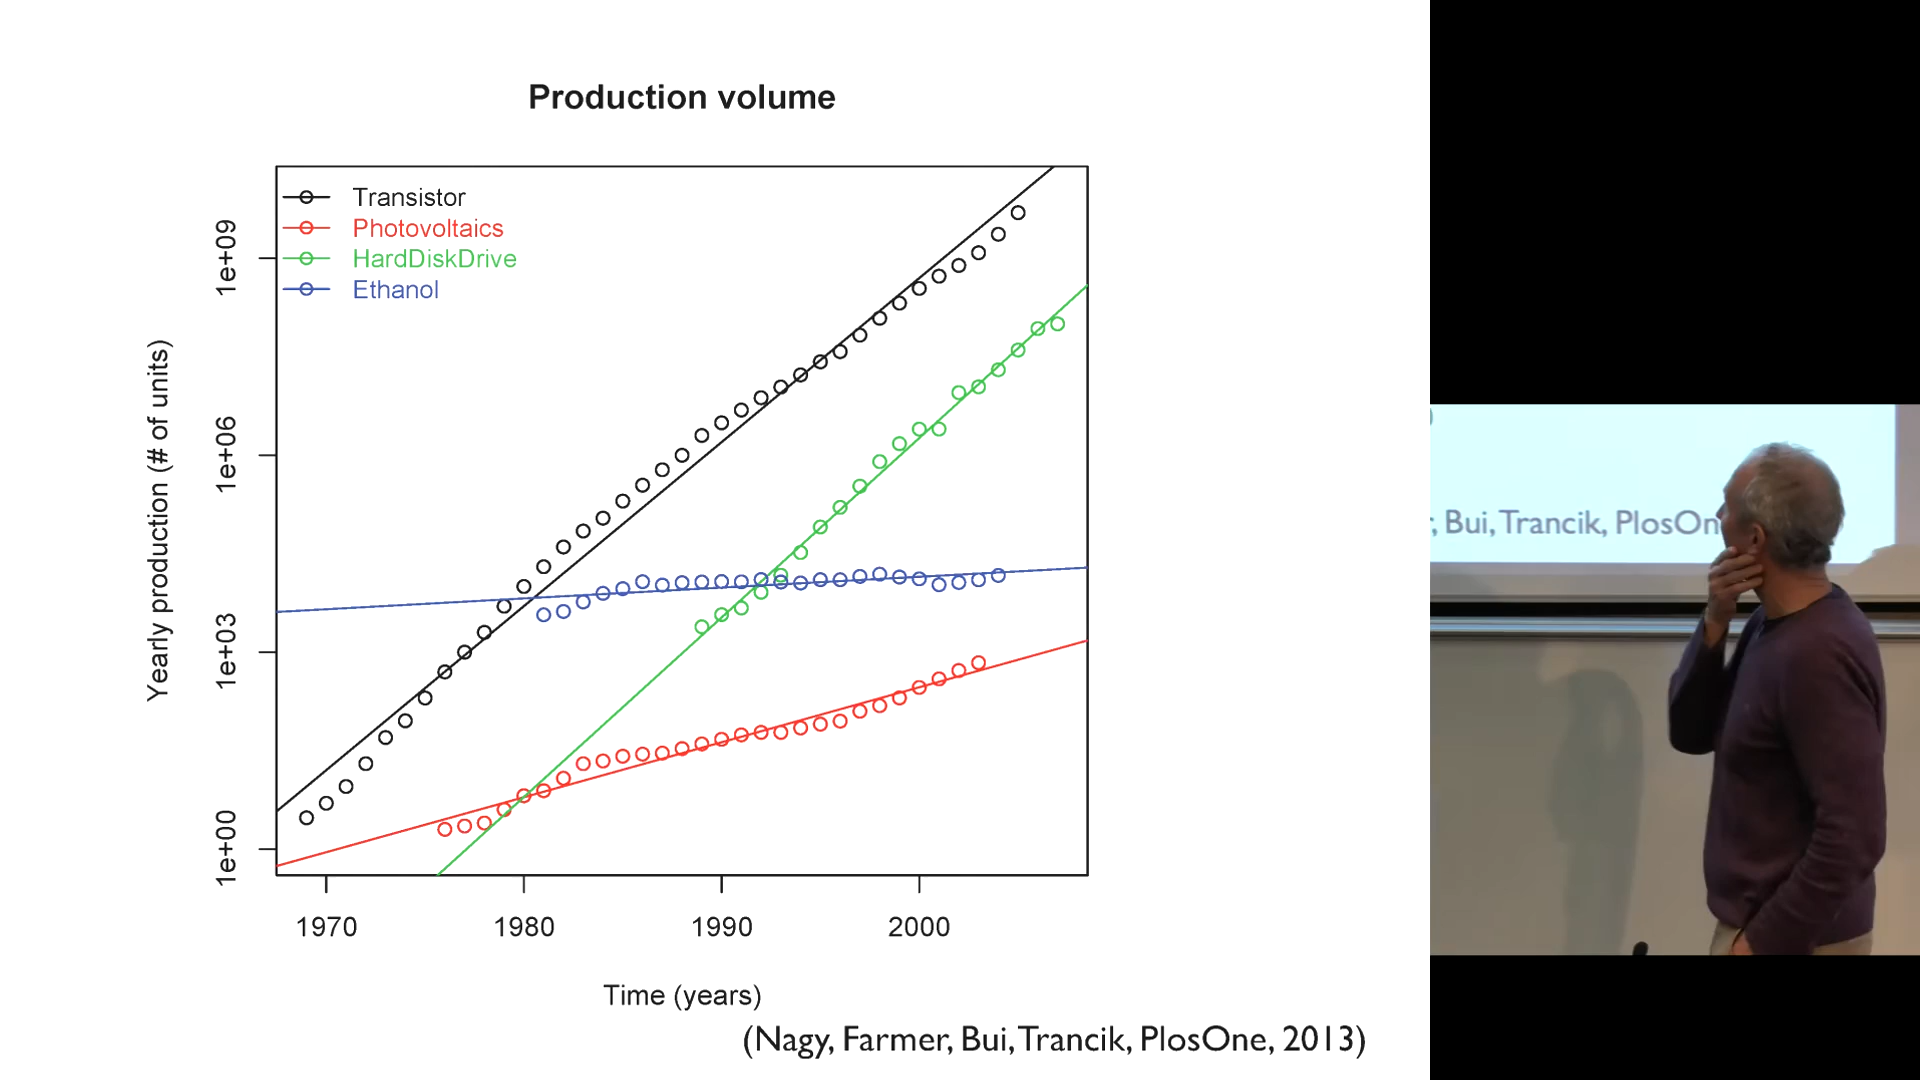 Production volume
Transistor
Photovoltaics
HardDiskDrive
Ethanol
Yearly production (# of units)
1e+09
1e+06
1e+03
1e+00
1970 1980 1990 2000
Time (years)
(Nagy, Farmer, Bui, Trancik, PlosOne, 2013)
, Bui, Trancik, PlosOn